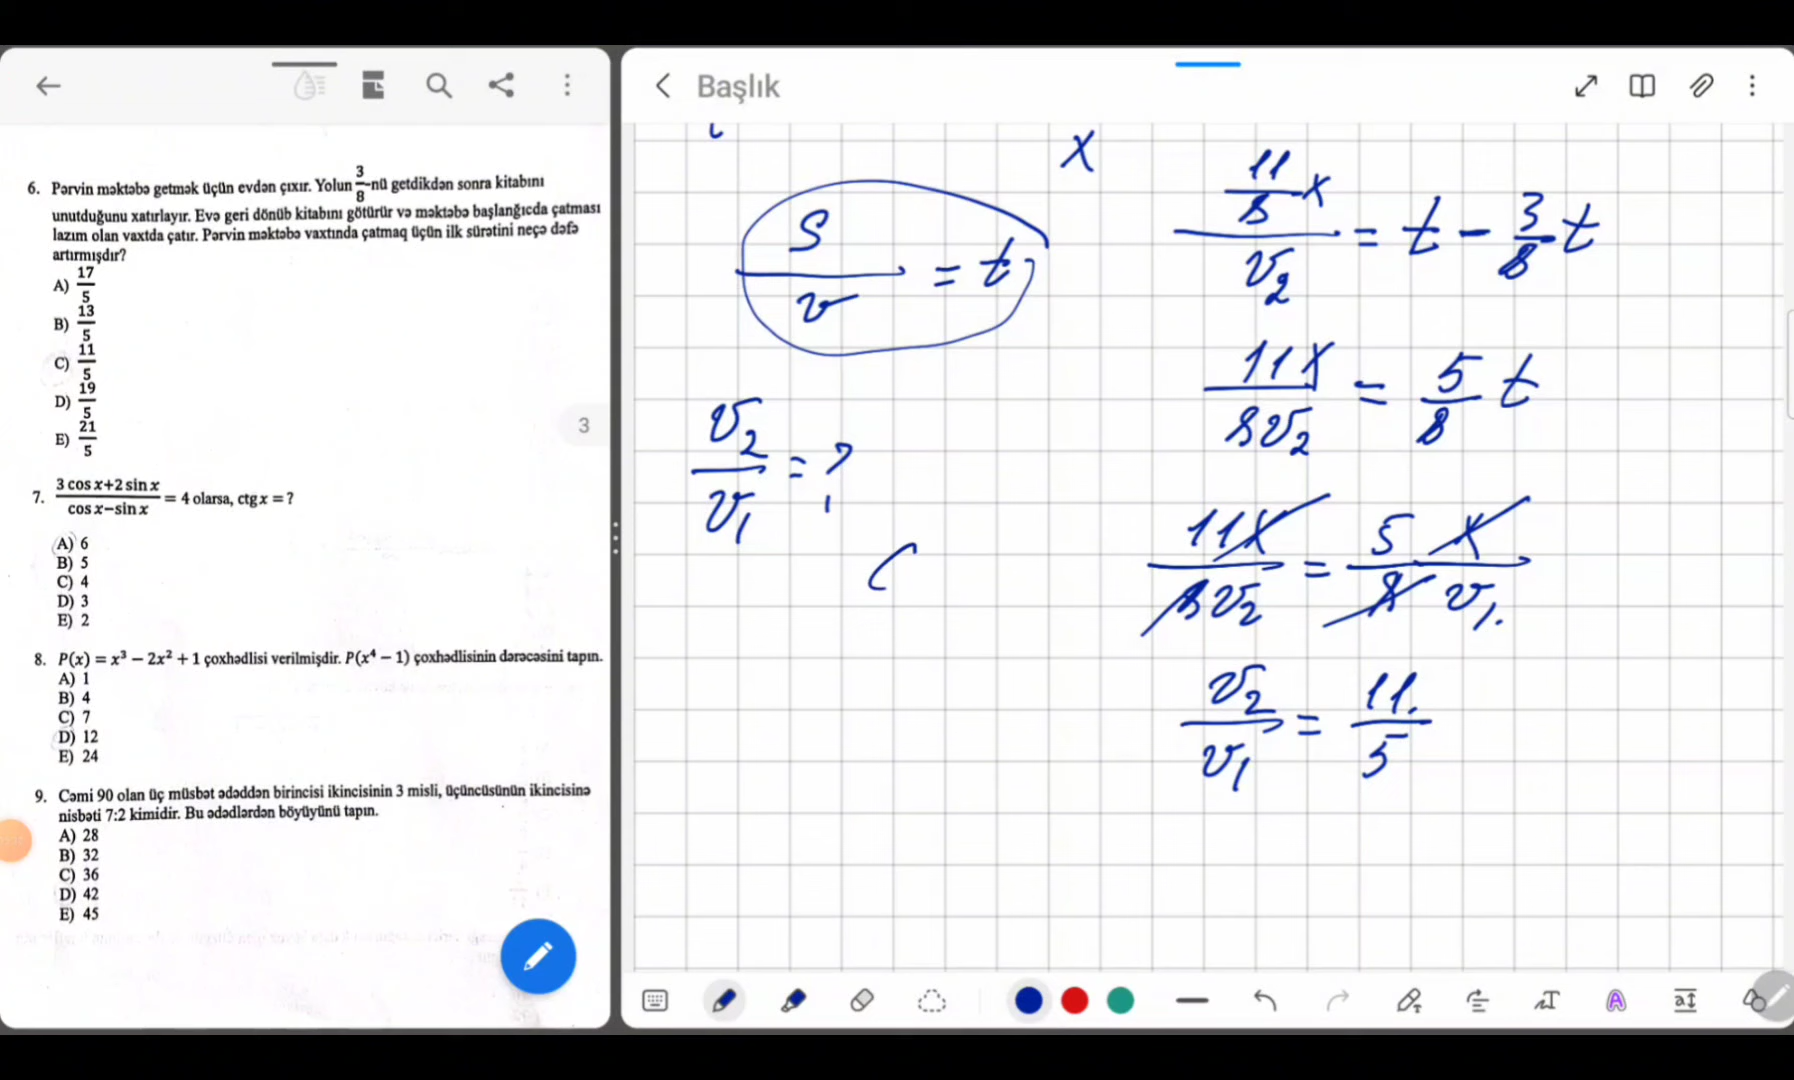 6. Pərvin məktəbə getmək üçün evdən çıxır. Yolun 3/8-nü getdikdən sonra kitabını
unutduğunu xatırlayır. Evə geri dönüb kitabını götürür və məktəbə başlanğıcda çatması
lazım olan vaxtda çatır. Pərvin məktəbə vaxtında çatmaq üçün ilk sürətini neçə dəfə
artırmışdır?
A) 17/5
B) 13/5
C) 11/5
D) 19/5
E) 21/5
3
7. (3 cos x+2 sin x)/(cos x−sin x) = 4 olarsa, ctg x = ?
A) 6
B) 5
C) 4
D) 3
E) 2
8. P(x) = x³ − 2x² + 1 çoxhədlisi verilmişdir. P(x⁴ − 1) çoxhədlisinin dərəcəsini tapın.
A) 1
B) 4
C) 7
D) 12
E) 24
9. Cəmi 90 olan üç müsbət ədəddən birincisi ikincisinin 3 misli, üçüncüsünün ikincisinə
nisbəti 7:2 kimidir. Bu ədədlərdən böyüyünü tapın.
A) 28
B) 32
C) 36
D) 42
E) 45
Başlık
x
S/v = t
v₂/v₁ = ?
(11/8 x)/v₂ = t − 3/8 t
11x/8v₂ = 5/8 t
11x/8v₂ = 5x/8v₁.
v₂/v₁ = 11./5